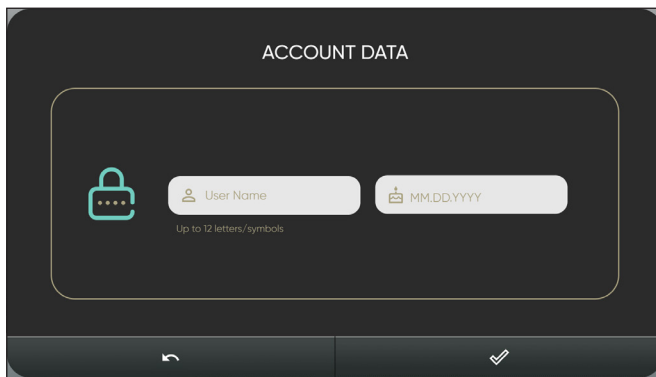 ACCOUNT DATA
User Name
MM.DD.YYYY
Up to 12 letters/symbols